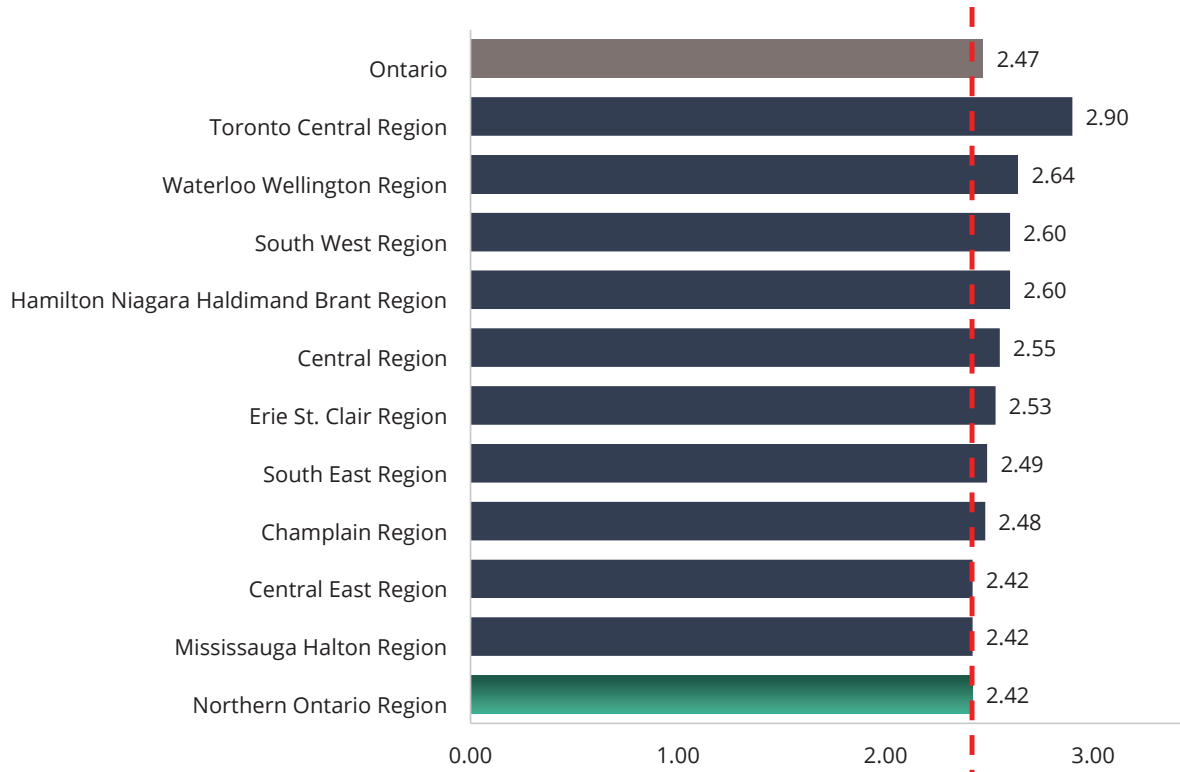 Ontario 2.47
Toronto Central Region 2.90
Waterloo Wellington Region 2.64
South West Region 2.60
Hamilton Niagara Haldimand Brant Region 2.60
Central Region 2.55
Erie St. Clair Region 2.53
South East Region 2.49
Champlain Region 2.48
Central East Region 2.42
Mississauga Halton Region 2.42
Northern Ontario Region 2.42
0.00 1.00 2.00 3.00